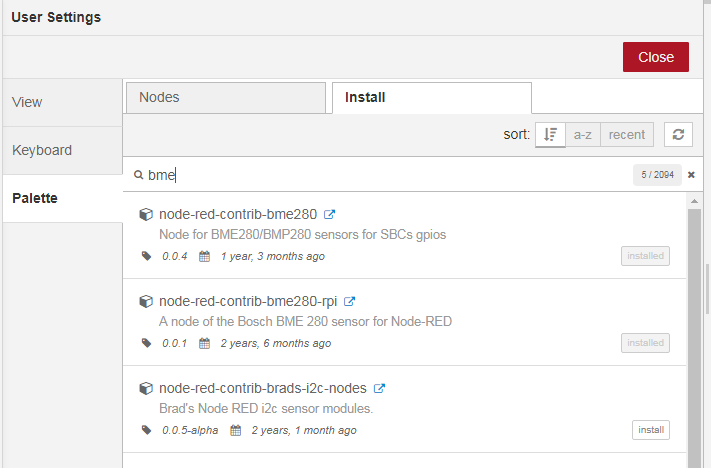 User Settings
Close
View
Nodes
Install
sort:
a-z
recent
Keyboard
bme
5 / 2094
Palette
node-red-contrib-bme280
Node for BME280/BMP280 sensors for SBCs gpios
0.0.4
1 year, 3 months ago
installed
node-red-contrib-bme280-rpi
A node of the Bosch BME 280 sensor for Node-RED
0.0.1
2 years, 6 months ago
installed
node-red-contrib-brads-i2c-nodes
Brad's Node RED i2c sensor modules.
0.0.5-alpha
2 years, 1 month ago
install